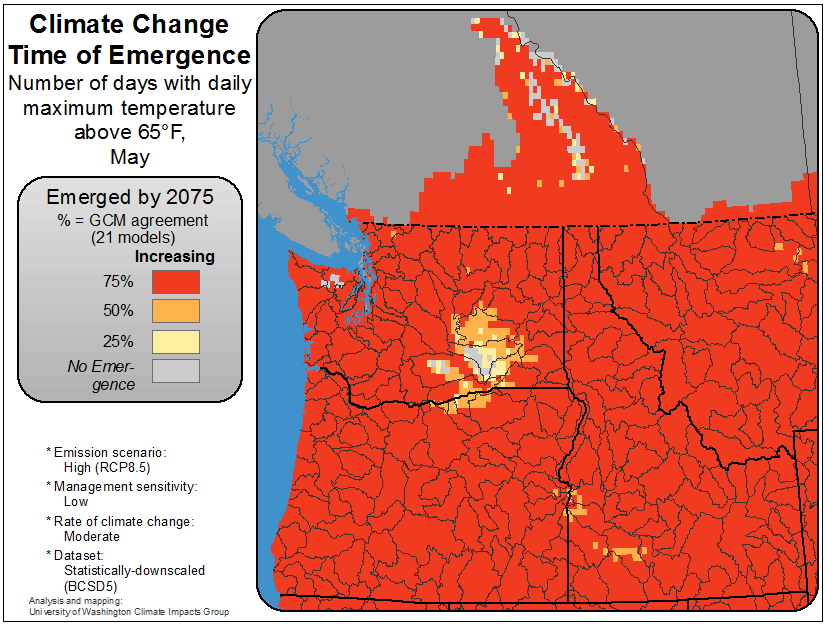 Climate Change
Time of Emergence
Number of days with daily
maximum temperature
above 65°F,
May
Emerged by 2075
% = GCM agreement
(21 models)
Increasing
75%
50%
25%
No Emer-
gence
* Emission scenario:
High (RCP8.5)
* Management sensitivity:
Low
* Rate of climate change:
Moderate
* Dataset:
Statistically-downscaled
(BCSD5)
Analysis and mapping:
University of Washington Climate Impacts Group